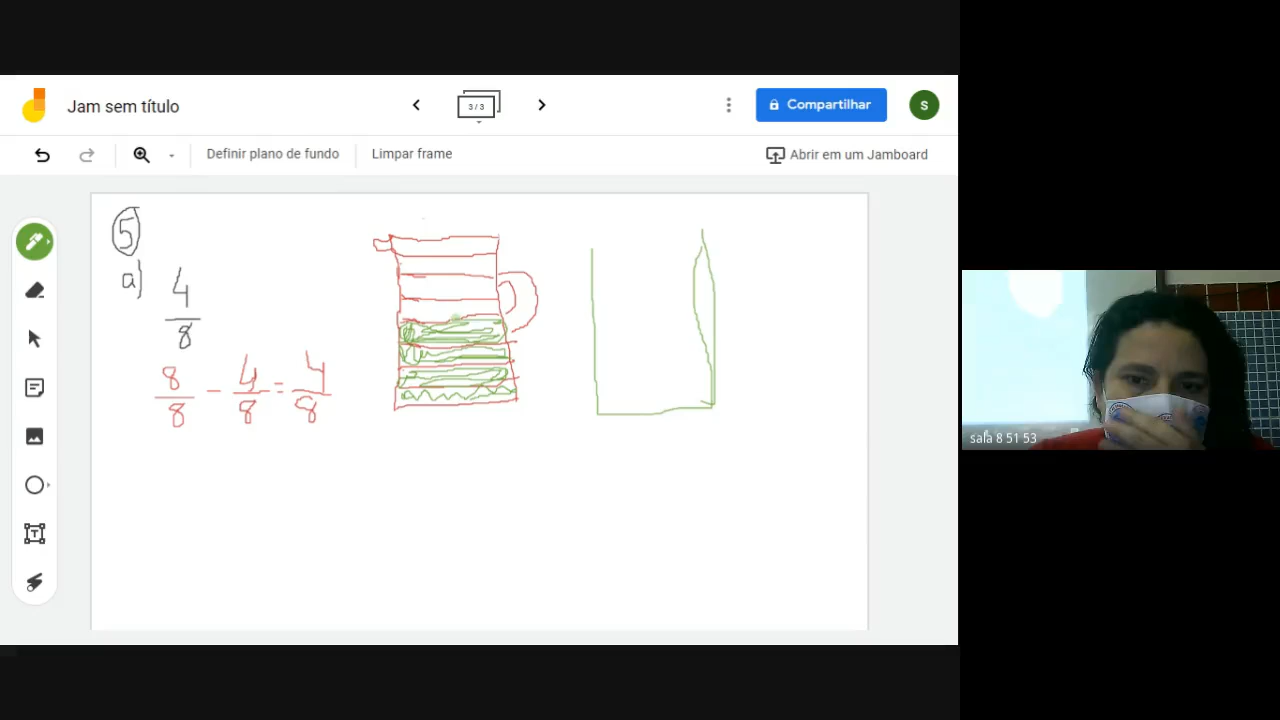 Jam sem título
3 / 3
Compartilhar
S
Definir plano de fundo
Limpar frame
Abrir em um Jamboard
5
a) 4/8
8/8 - 4/8 = 4/8
T
sala 8 51 53